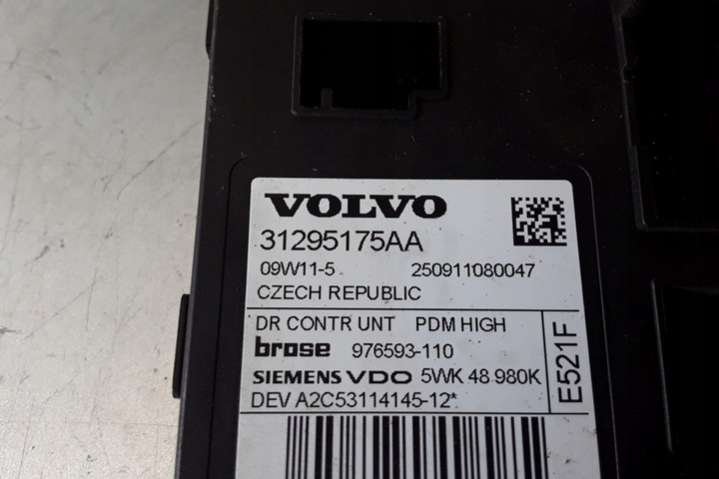 VOLVO
31295175AA
09W11-5 250911080047
CZECH REPUBLIC
DR CONTR UNT PDM HIGH
brose 976593-110
SIEMENS VDO 5WK 48 980K
DEV A2C53114145-12*
E521F